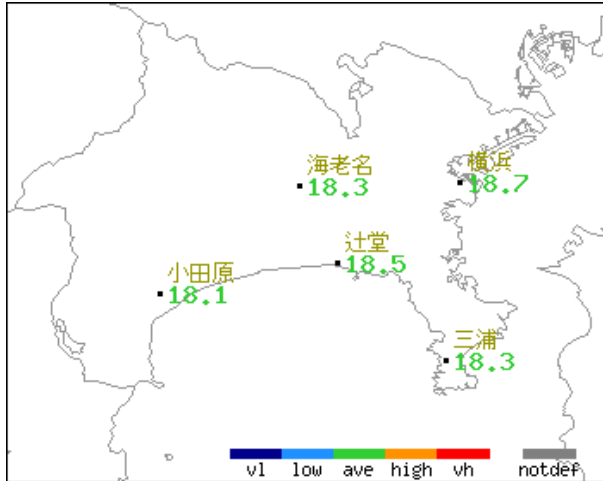 海老名
18.3
横浜
18.7
辻堂
18.5
小田原
18.1
三浦
18.3
vl low ave high vh notdef